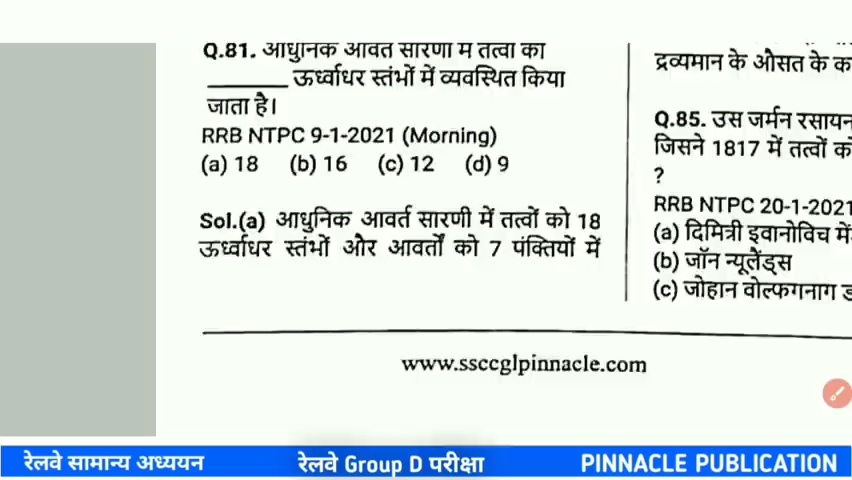 Q.81. आधुनिक आवर्त सारणी में तत्वों को
_______ ऊर्ध्वाधर स्तंभों में व्यवस्थित किया
जाता है।
RRB NTPC 9-1-2021 (Morning)
(a) 18 (b) 16 (c) 12 (d) 9
Sol.(a) आधुनिक आवर्त सारणी में तत्वों को 18
ऊर्ध्वाधर स्तंभों और आवर्तों को 7 पंक्तियों में
द्रव्यमान के औसत के
Q.85. उस जर्मन
जिसने 1817 में तत्वों
?
RRB NTPC 20-1-2021
(a) दिमित्री इवानोविच
(b) जॉन न्यूलैंड्स
(c) जोहान वोल्फगनाग
www.ssccglpinnacle.com
रेलवे सामान्य अध्ययन
रेलवे Group D परीक्षा
PINNACLE PUBLICATION